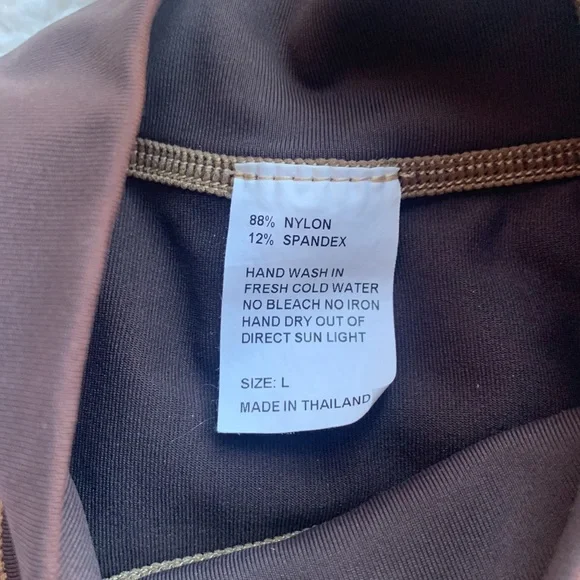 88% NYLON
12% SPANDEX
HAND WASH IN
FRESH COLD WATER
NO BLEACH NO IRON
HAND DRY OUT OF
DIRECT SUN LIGHT
SIZE: L
MADE IN THAILAND